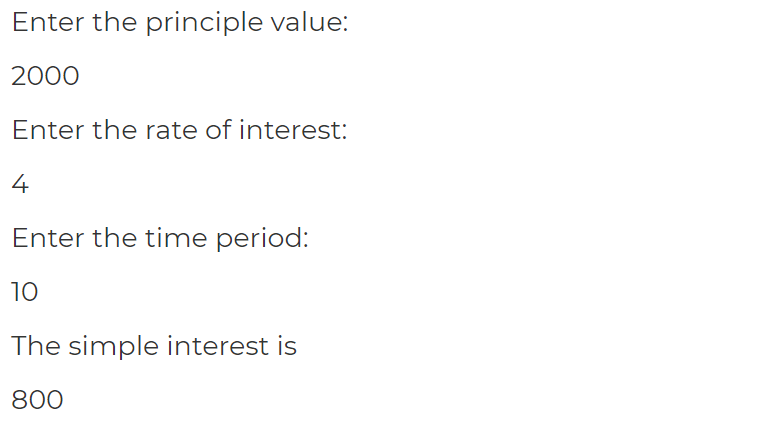 Enter the principle value:
2000
Enter the rate of interest:
4
Enter the time period:
10
The simple interest is
800